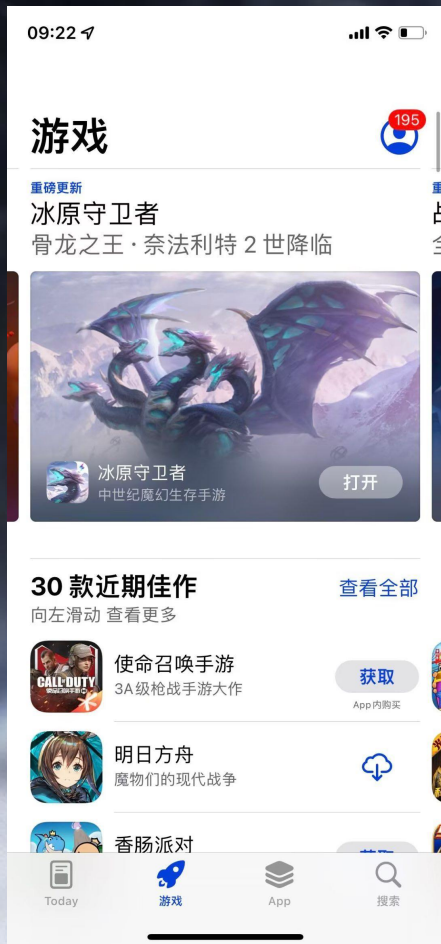 09:22
游戏
195
重磅更新
冰原守卫者
骨龙之王·奈法利特 2 世降临
冰原守卫者
中世纪魔幻生存手游
打开
30 款近期佳作
查看全部
向左滑动 查看更多
CALL DUTY
使命召唤手游
3A级枪战手游大作
获取
App内购买
明日方舟
魔物们的现代战争
香肠派对
获取
Today
游戏
App
搜索